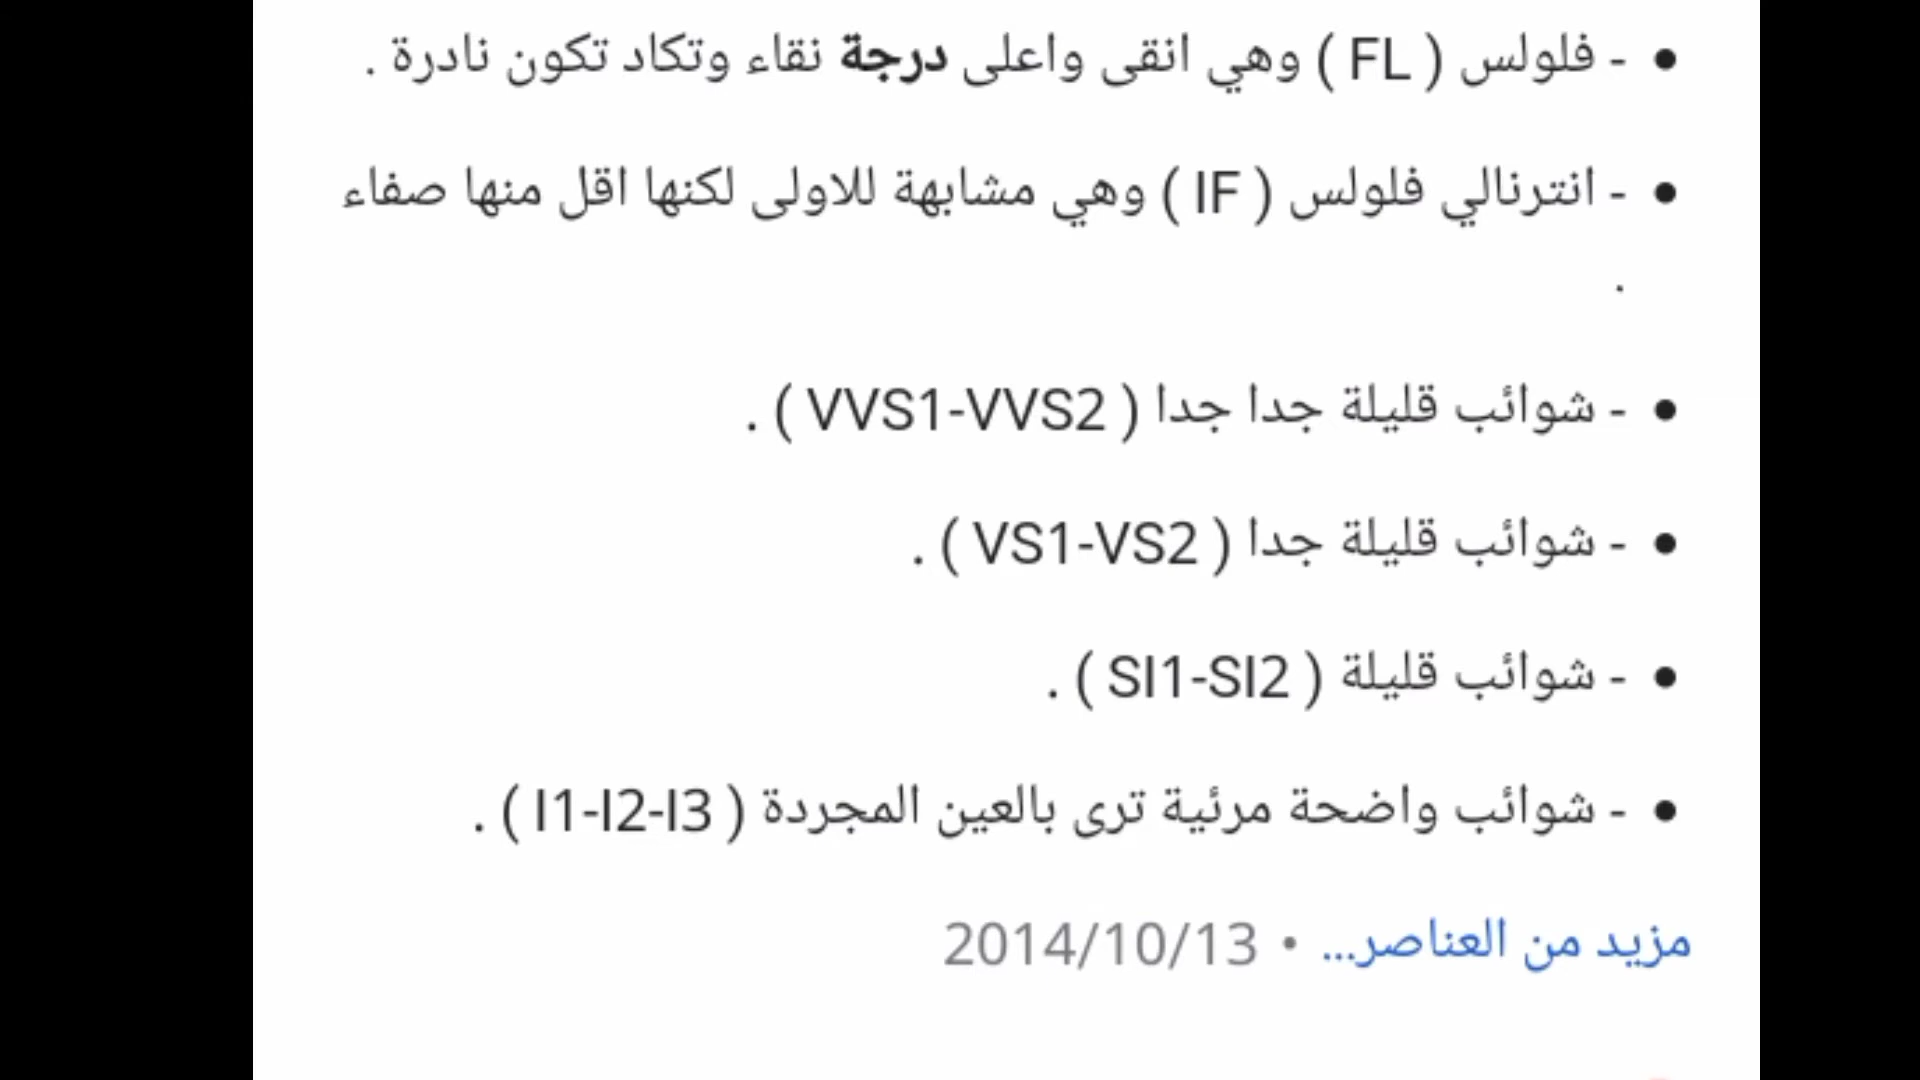 • - فلولس ( FL ) وهي انقى واعلى درجة نقاء وتكاد تكون نادرة .
• - انترنالي فلولس ( IF ) وهي مشابهة للاولى لكنها اقل منها صفاء
.
• - شوائب قليلة جدا جدا ( VVS1-VVS2 ) .
• - شوائب قليلة جدا ( VS1-VS2 ) .
• - شوائب قليلة ( SI1-SI2 ) .
• - شوائب واضحة مرئية ترى بالعين المجردة ( I1-I2-I3 ) .
مزيد من العناصر... • 2014/10/13